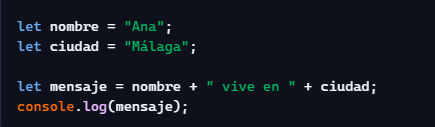 let nombre = "Ana";
let ciudad = "Málaga";
let mensaje = nombre + " vive en " + ciudad;
console.log(mensaje);